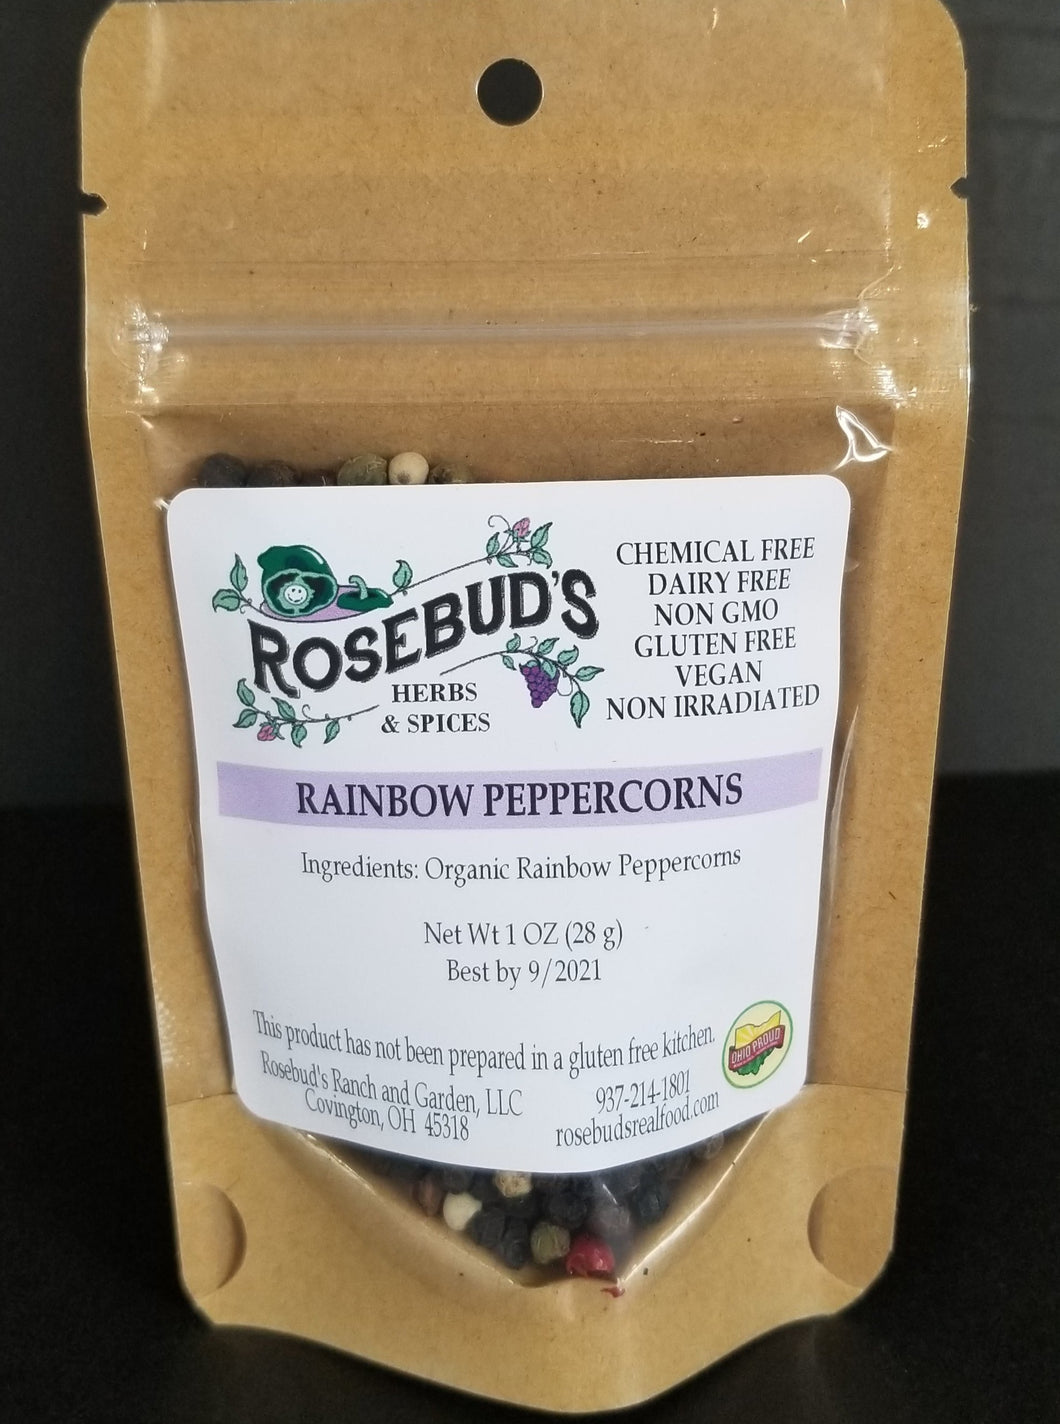 ROSEBUD'S
HERBS
& SPICES
CHEMICAL FREE
DAIRY FREE
NON GMO
GLUTEN FREE
VEGAN
NON IRRADIATED
RAINBOW PEPPERCORNS
Ingredients: Organic Rainbow Peppercorns
Net Wt 1 OZ (28 g)
Best by 9/2021
This product has not been prepared in a gluten free kitchen.
Rosebud's Ranch and Garden, LLC
Covington, OH 45318
937-214-1801
rosebudsrealfood.com
OHIO PROUD